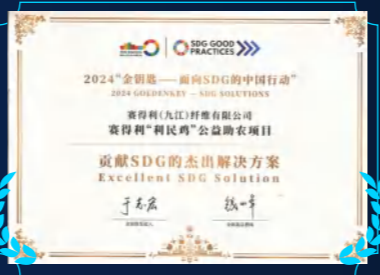 SDG GOOD
PRACTICES
2024“金钥匙——面向SDG的中国行动”
2024 GOLDENKEY — SDG SOLUTIONS
赛得利(九江)纤维有限公司
赛得利“利民鸡”公益助农项目
贡献SDG的杰出解决方案
Excellent SDG Solution